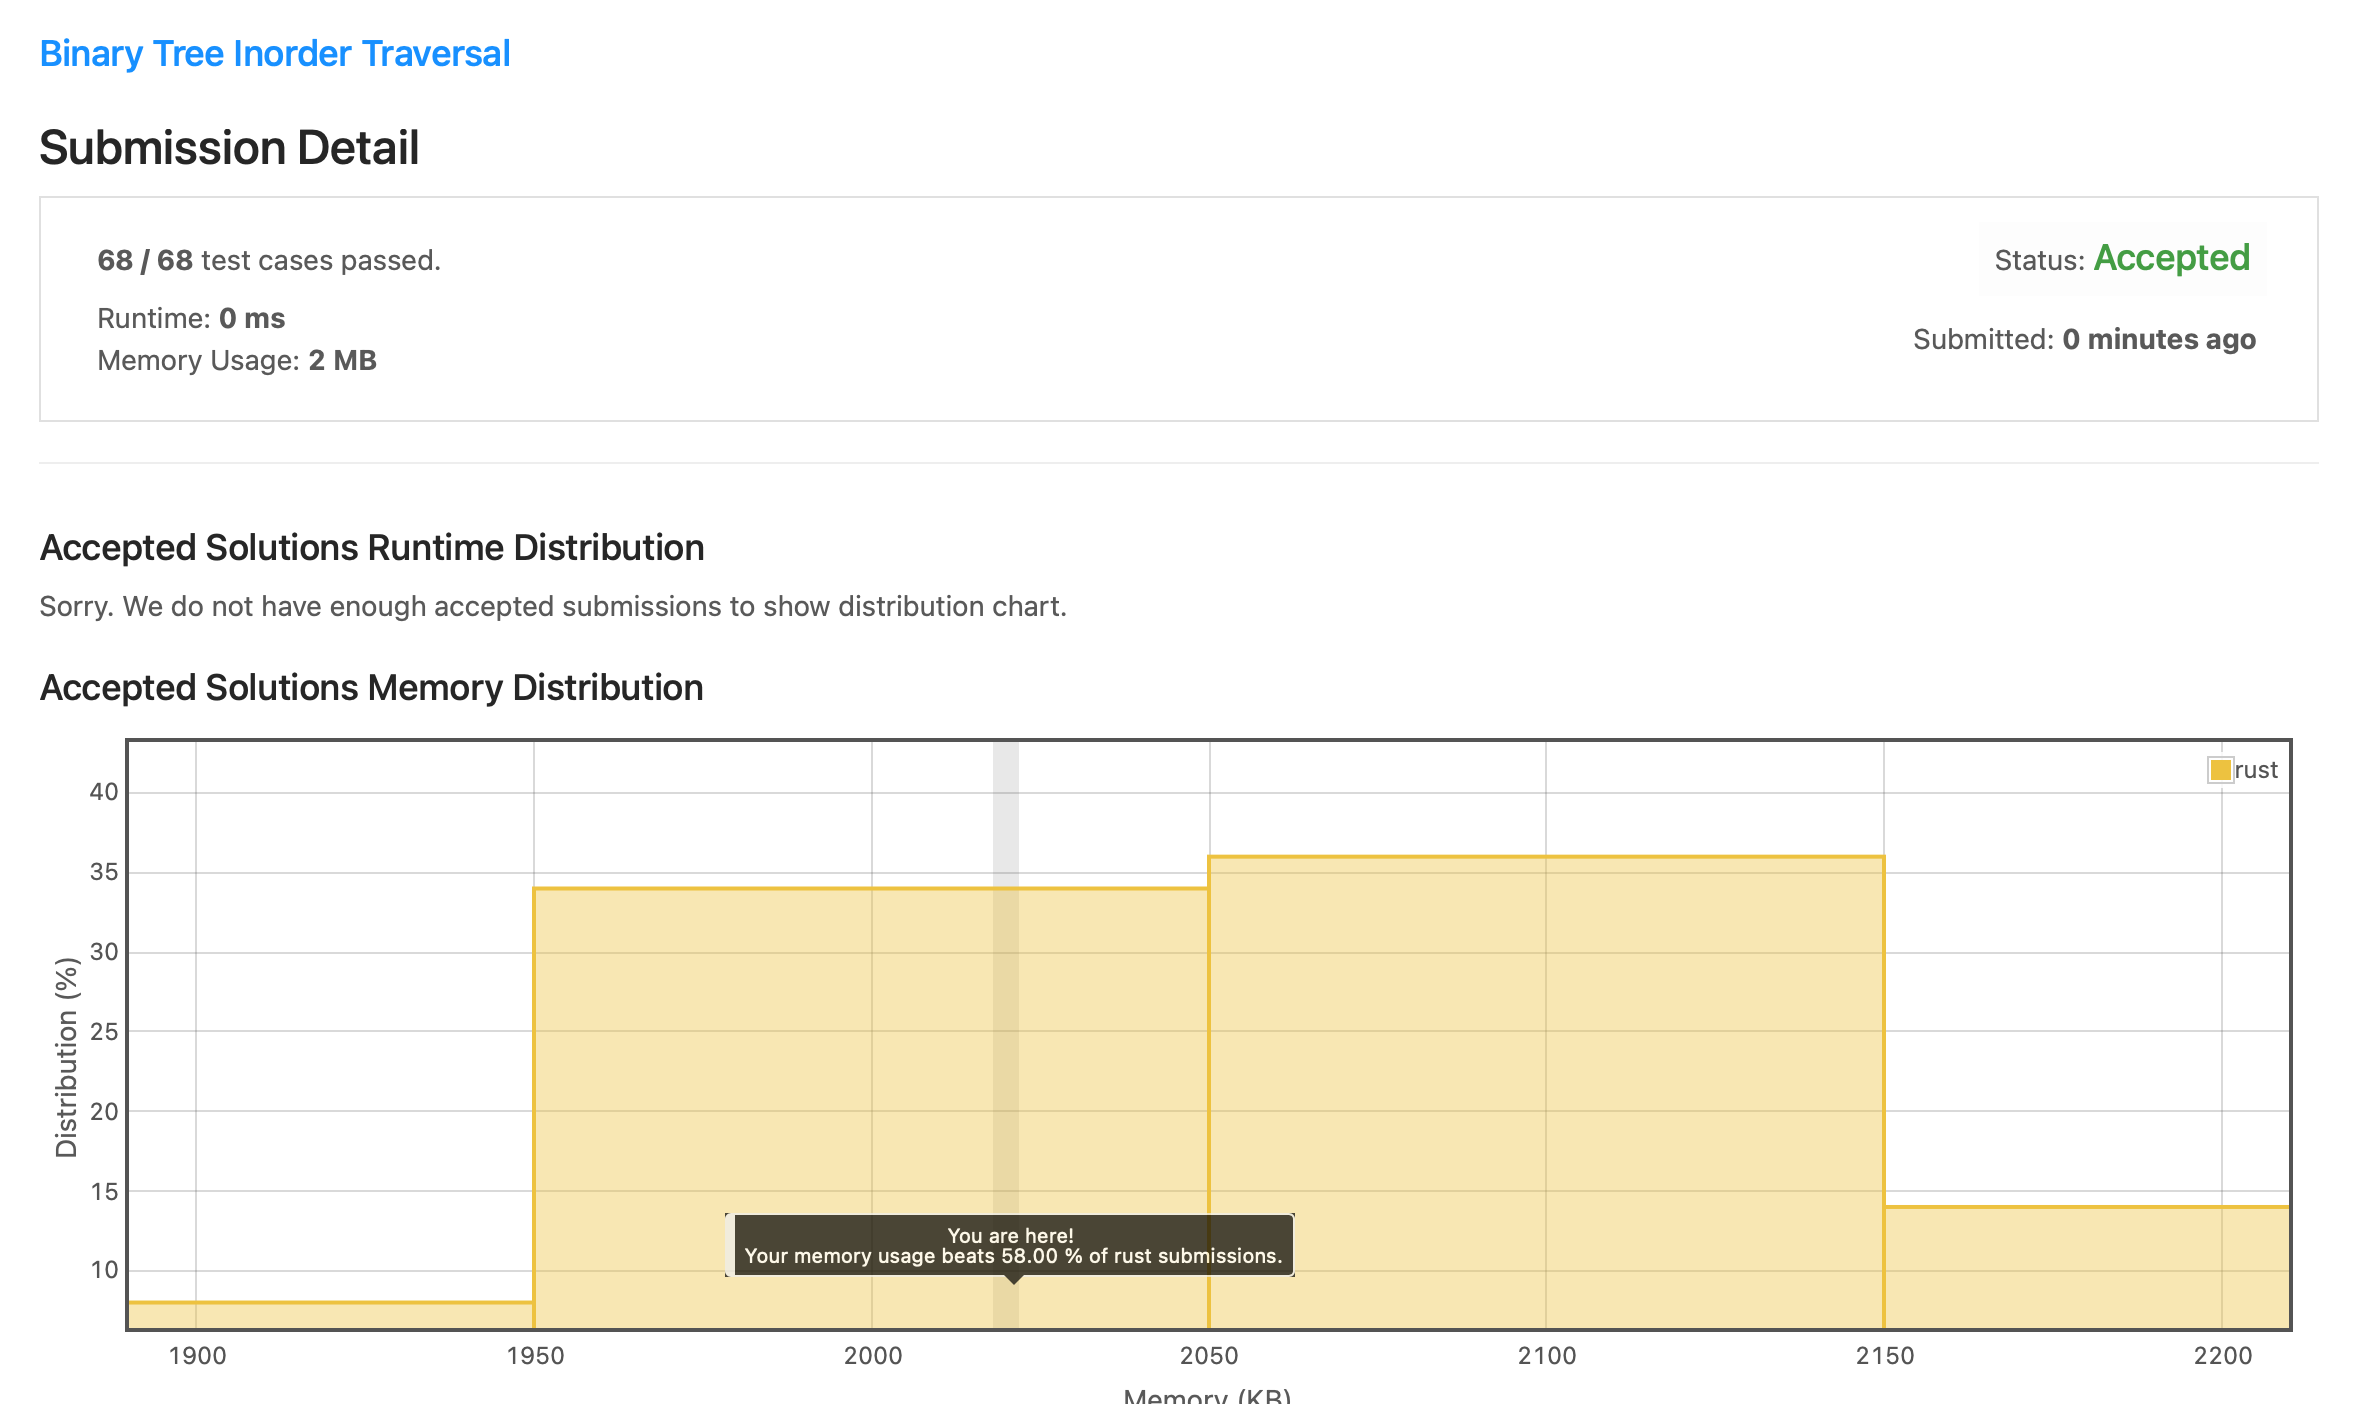 Binary Tree Inorder Traversal
Submission Detail
68 / 68 test cases passed.
Status: Accepted
Runtime: 0 ms
Submitted: 0 minutes ago
Memory Usage: 2 MB
Accepted Solutions Runtime Distribution
Sorry. We do not have enough accepted submissions to show distribution chart.
Accepted Solutions Memory Distribution
rust
40
35
30
25
20
15
10
Distribution (%)
You are here!
Your memory usage beats 58.00 % of rust submissions.
1900 1950 2000 2050 2100 2150 2200
Memory (KB)